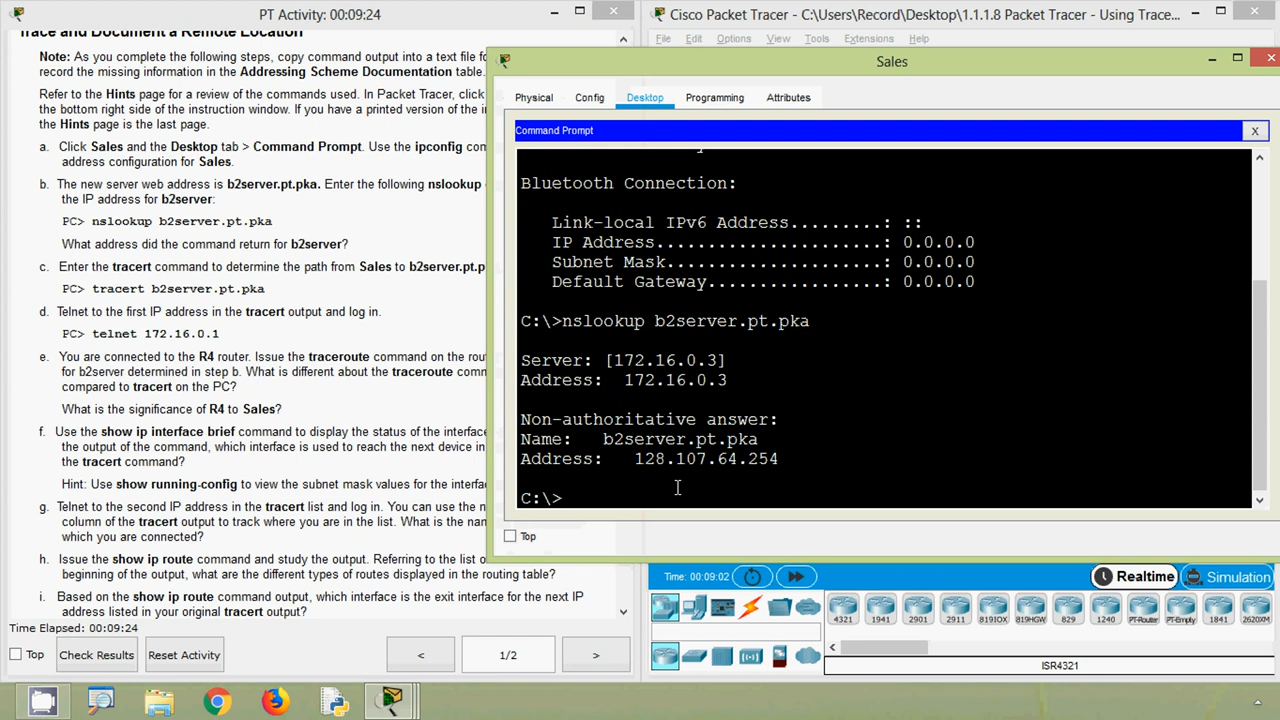 PT Activity: 00:09:24
Trace and Document a Remote Location
Note: As you complete the following steps, copy command output into a text file fo
record the missing information in the Addressing Scheme Documentation table.
Refer to the Hints page for a review of the commands used. In Packet Tracer, click
the bottom right side of the instruction window. If you have a printed version of the in
the Hints page is the last page.
a. Click Sales and the Desktop tab > Command Prompt. Use the ipconfig com
address configuration for Sales.
b. The new server web address is b2server.pt.pka. Enter the following nslookup
the IP address for b2server:
PC> nslookup b2server.pt.pka
What address did the command return for b2server?
c. Enter the tracert command to determine the path from Sales to b2server.pt.p
PC> tracert b2server.pt.pka
d. Telnet to the first IP address in the tracert output and log in.
PC> telnet 172.16.0.1
e. You are connected to the R4 router. Issue the traceroute command on the rou
for b2server determined in step b. What is different about the traceroute comm
compared to tracert on the PC?
What is the significance of R4 to Sales?
f. Use the show ip interface brief command to display the status of the interface
the output of the command, which interface is used to reach the next device in
the tracert command?
Hint: Use show running-config to view the subnet mask values for the interfac
g. Telnet to the second IP address in the tracert list and log in. You can use the n
column of the tracert output to track where you are in the list. What is the nam
which you are connected?
h. Issue the show ip route command and study the output. Referring to the list o
beginning of the output, what are the different types of routes displayed in the routing table?
i. Based on the show ip route command output, which interface is the exit interface for the next IP
address listed in your original tracert output?
Time Elapsed: 00:09:24
Top
Check Results
Reset Activity
<
1/2
>
Cisco Packet Tracer - C:\Users\Record\Desktop\1.1.1.8 Packet Tracer - Using Trace...
File Edit Options View Tools Extensions Help
Sales
Physical Config Desktop Programming Attributes
Command Prompt
X
Bluetooth Connection:
Link-local IPv6 Address.........: ::
IP Address......................: 0.0.0.0
Subnet Mask.....................: 0.0.0.0
Default Gateway.................: 0.0.0.0
C:\>nslookup b2server.pt.pka
Server: [172.16.0.3]
Address: 172.16.0.3
Non-authoritative answer:
Name: b2server.pt.pka
Address: 128.107.64.254
C:\>
Top
Time: 00:09:02
Realtime
Simulation
4321 1941 2901 2911 819IOX 819HGW 829 1240 PT-Router PT-Empty 1841 2620XM
ISR4321